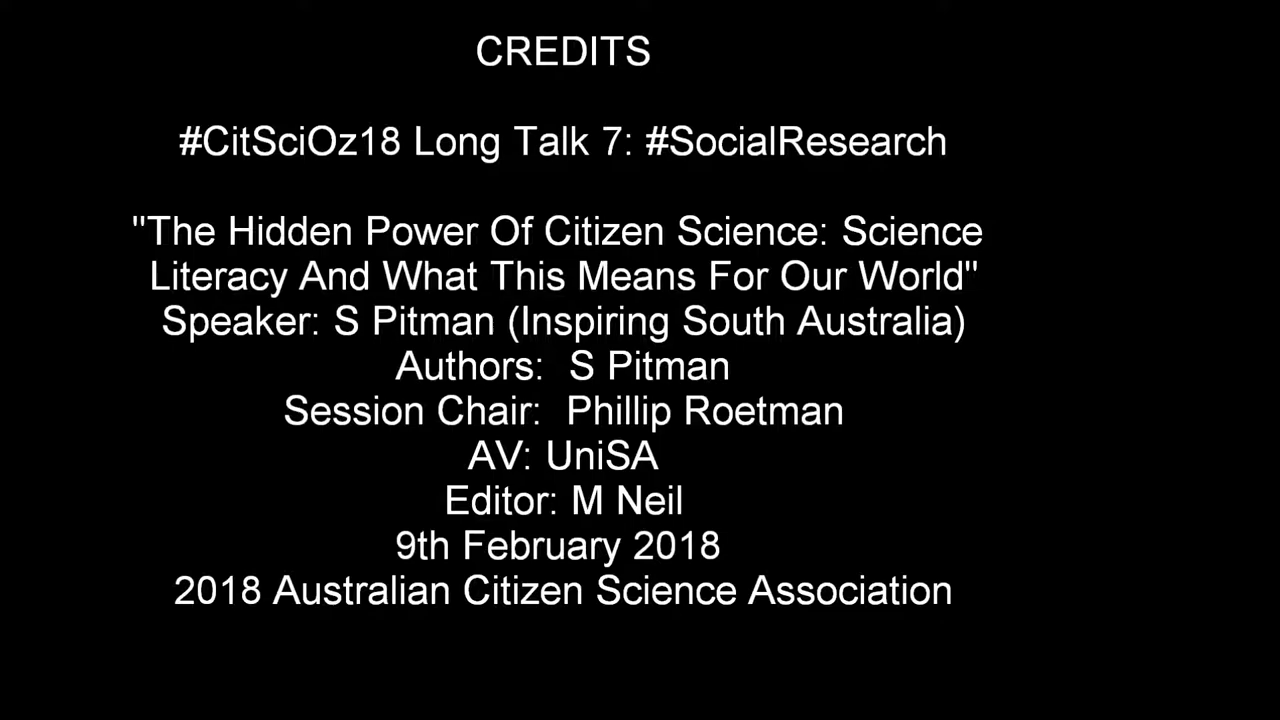 CREDITS
#CitSciOz18 Long Talk 7: #SocialResearch
"The Hidden Power Of Citizen Science: Science
Literacy And What This Means For Our World"
Speaker: S Pitman (Inspiring South Australia)
Authors:  S Pitman
Session Chair:  Phillip Roetman
AV: UniSA
Editor: M Neil
9th February 2018
2018 Australian Citizen Science Association